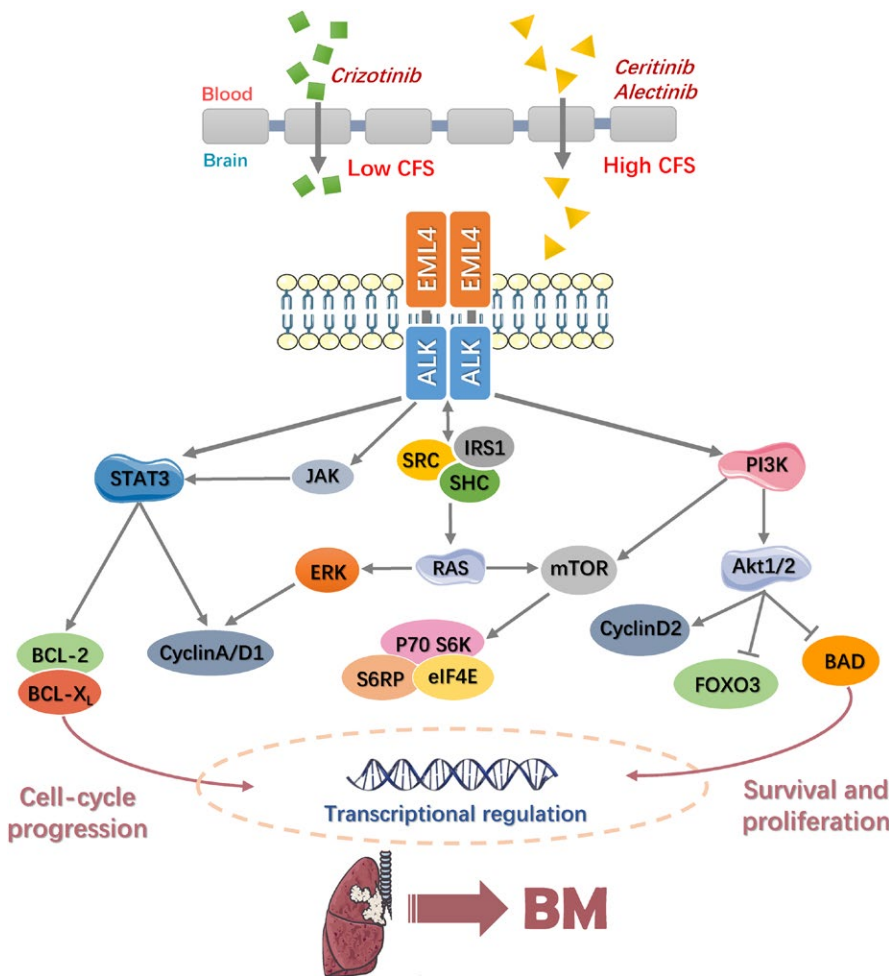 Crizotinib
Ceritinib
Alectinib
Blood
Brain
Low CFS
High CFS
EML4
EML4
ALK
ALK
STAT3
JAK
SRC
IRS1
SHC
PI3K
ERK
RAS
mTOR
Akt1/2
BCL-2
BCL-XL
CyclinA/D1
P70 S6K
S6RP
eIF4E
CyclinD2
FOXO3
BAD
Cell-cycle
progression
Transcriptional regulation
Survival and
proliferation
BM